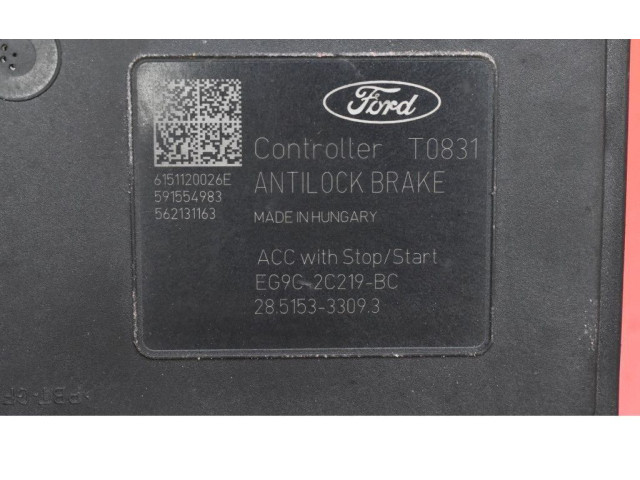 Ford
Controller T0831
6151120026E
591554983
562131163
ANTILOCK BRAKE
MADE IN HUNGARY
ACC with Stop/Start
EG9C-2C219-BC
28.5153-3309.3